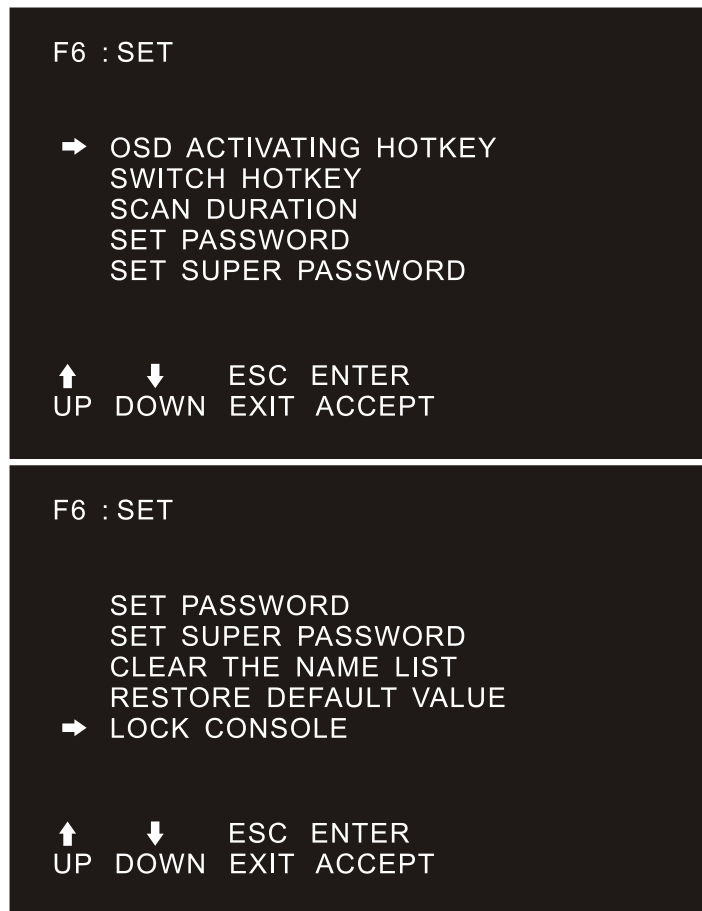 F6 : SET
➡ OSD ACTIVATING HOTKEY
SWITCH HOTKEY
SCAN DURATION
SET PASSWORD
SET SUPER PASSWORD
⬆ ⬇ ESC ENTER
UP DOWN EXIT ACCEPT
F6 : SET
SET PASSWORD
SET SUPER PASSWORD
CLEAR THE NAME LIST
RESTORE DEFAULT VALUE
➡ LOCK CONSOLE
⬆ ⬇ ESC ENTER
UP DOWN EXIT ACCEPT